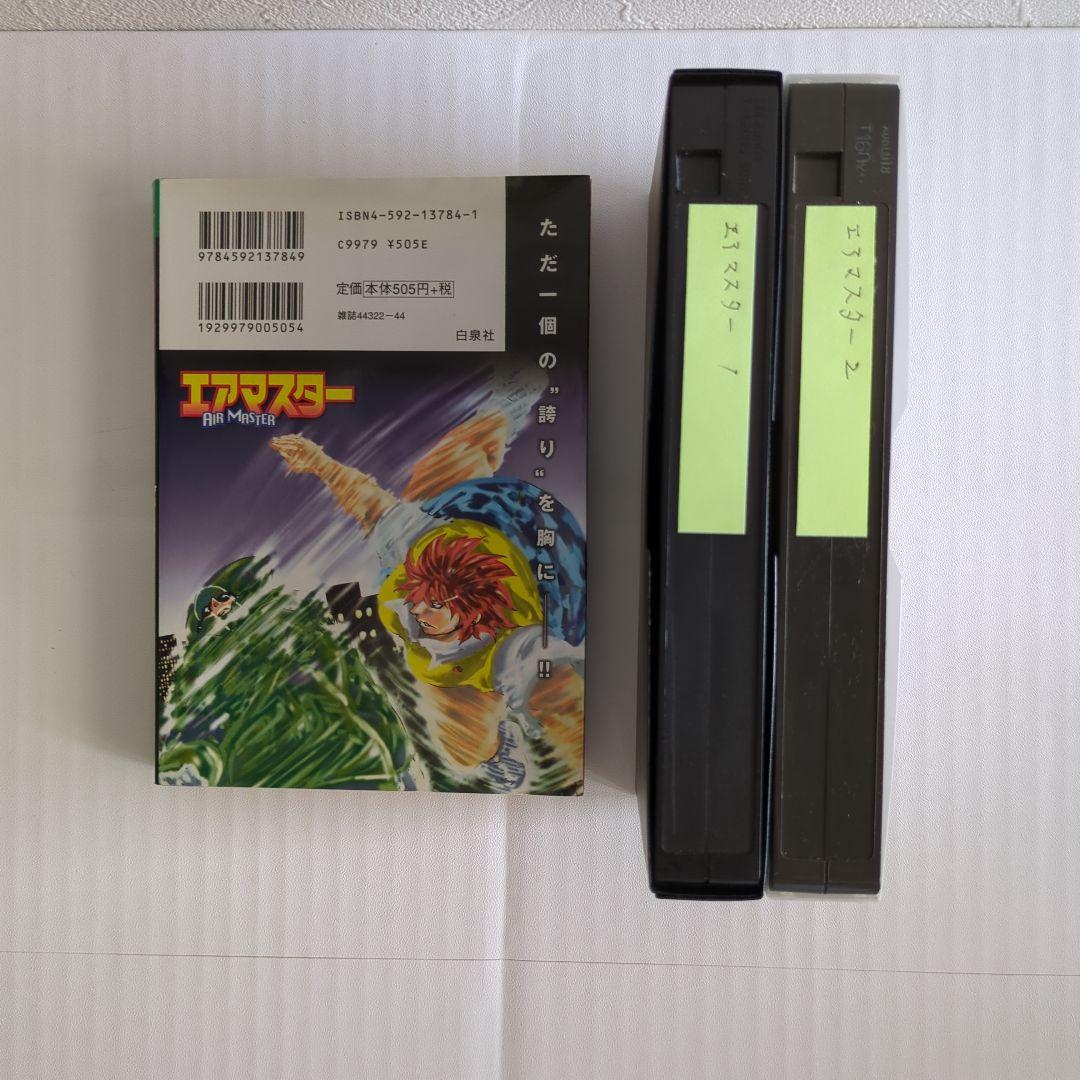 ISBN4-592-13784-1
C9979 ¥505E
9784592137849
定価本体505円+税
雑誌44322-44
1929979005054
白泉社
エアマスター
AIR MASTER
ただ一個の”誇り“を胸に――!!
エアマスター 1
エアマスター 2
T160